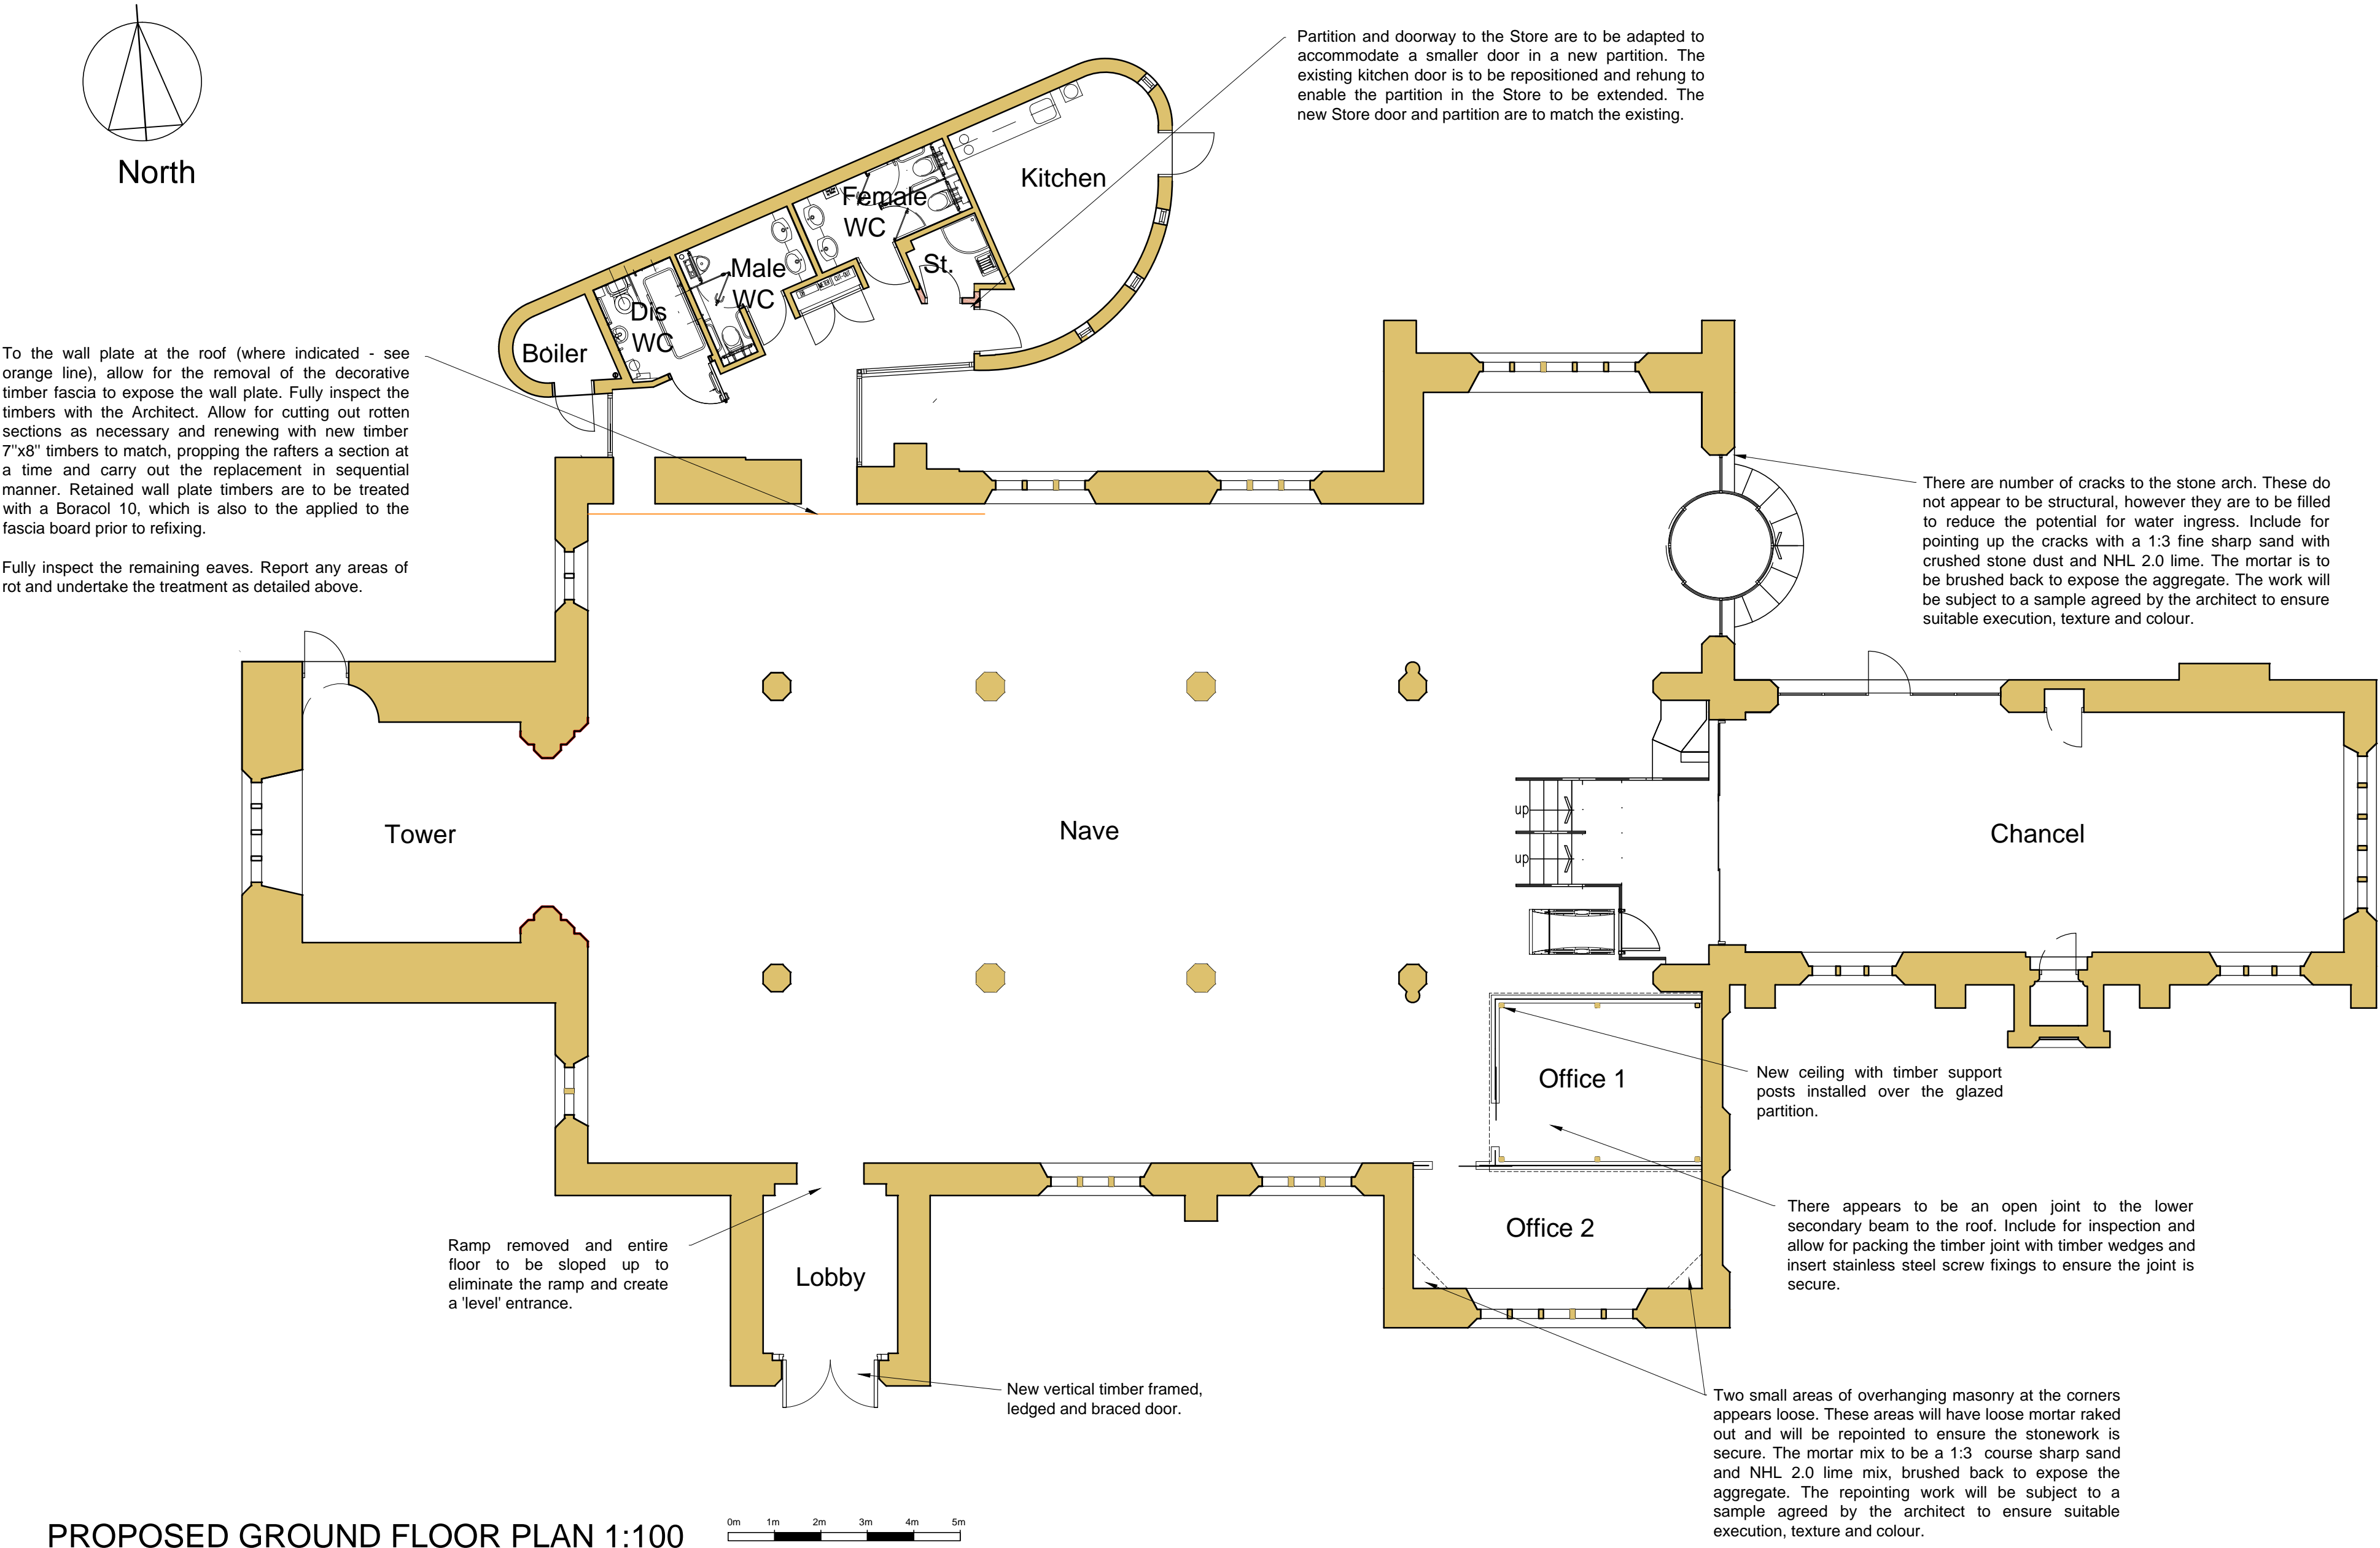 North
Partition and doorway to the Store are to be adapted to
accommodate a smaller door in a new partition. The
existing kitchen door is to be repositioned and rehung to
enable the partition in the Store to be extended. The
new Store door and partition are to match the existing.
Kitchen
Female
WC
St.
Male
WC
Dis
WC
Boiler
To the wall plate at the roof (where indicated - see
orange line), allow for the removal of the decorative
timber fascia to expose the wall plate. Fully inspect the
timbers with the Architect. Allow for cutting out rotten
sections as necessary and renewing with new timber
7"x8" timbers to match, propping the rafters a section at
a time and carry out the replacement in sequential
manner. Retained wall plate timbers are to be treated
with a Boracol 10, which is also to the applied to the
fascia board prior to refixing.
Fully inspect the remaining eaves. Report any areas of
rot and undertake the treatment as detailed above.
There are number of cracks to the stone arch. These do
not appear to be structural, however they are to be filled
to reduce the potential for water ingress. Include for
pointing up the cracks with a 1:3 fine sharp sand with
crushed stone dust and NHL 2.0 lime. The mortar is to
be brushed back to expose the aggregate. The work will
be subject to a sample agreed by the architect to ensure
suitable execution, texture and colour.
Tower
Nave
up
up
Chancel
Office 1
New ceiling with timber support
posts installed over the glazed
partition.
Office 2
There appears to be an open joint to the lower
secondary beam to the roof. Include for inspection and
allow for packing the timber joint with timber wedges and
insert stainless steel screw fixings to ensure the joint is
secure.
Ramp removed and entire
floor to be sloped up to
eliminate the ramp and create
a 'level' entrance.
Lobby
New vertical timber framed,
ledged and braced door.
Two small areas of overhanging masonry at the corners
appears loose. These areas will have loose mortar raked
out and will be repointed to ensure the stonework is
secure. The mortar mix to be a 1:3 course sharp sand
and NHL 2.0 lime mix, brushed back to expose the
aggregate. The repointing work will be subject to a
sample agreed by the architect to ensure suitable
execution, texture and colour.
PROPOSED GROUND FLOOR PLAN 1:100
0m 1m 2m 3m 4m 5m